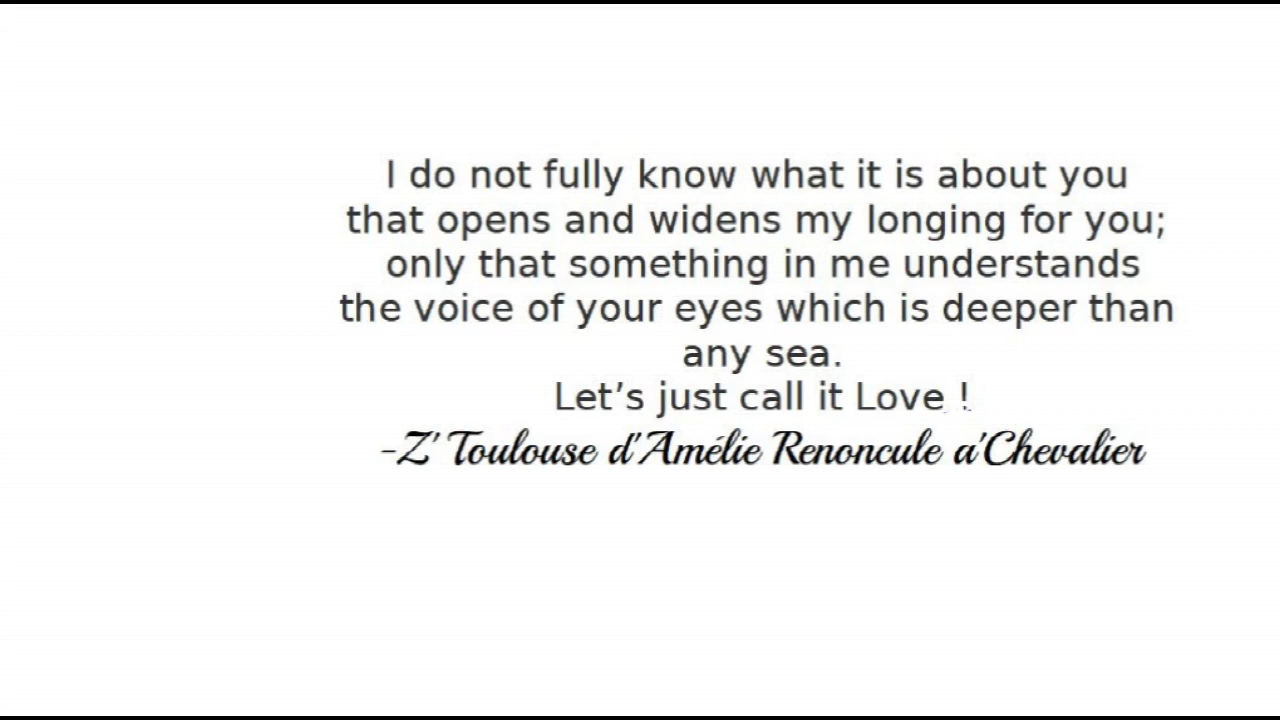 I do not fully know what it is about you
that opens and widens my longing for you;
only that something in me understands
the voice of your eyes which is deeper than
any sea.
Let’s just call it Love !
-Z' Toulouse d'Amélie Renoncule a'Chevalier